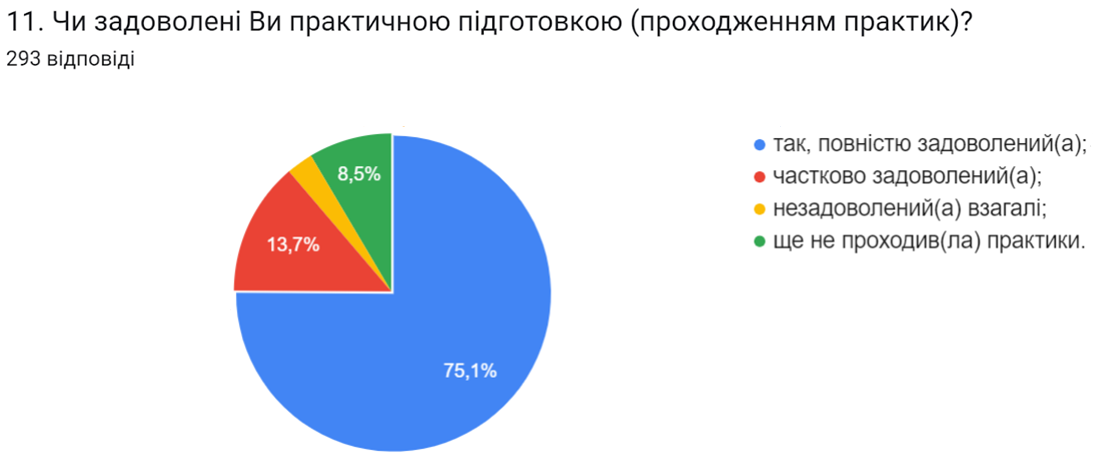 11. Чи задоволені Ви практичною підготовкою (проходженням практик)?
293 відповіді
так, повністю задоволений(а);
частково задоволений(а);
незадоволений(а) взагалі;
ще не проходив(ла) практики.
8,5%
13,7%
75,1%